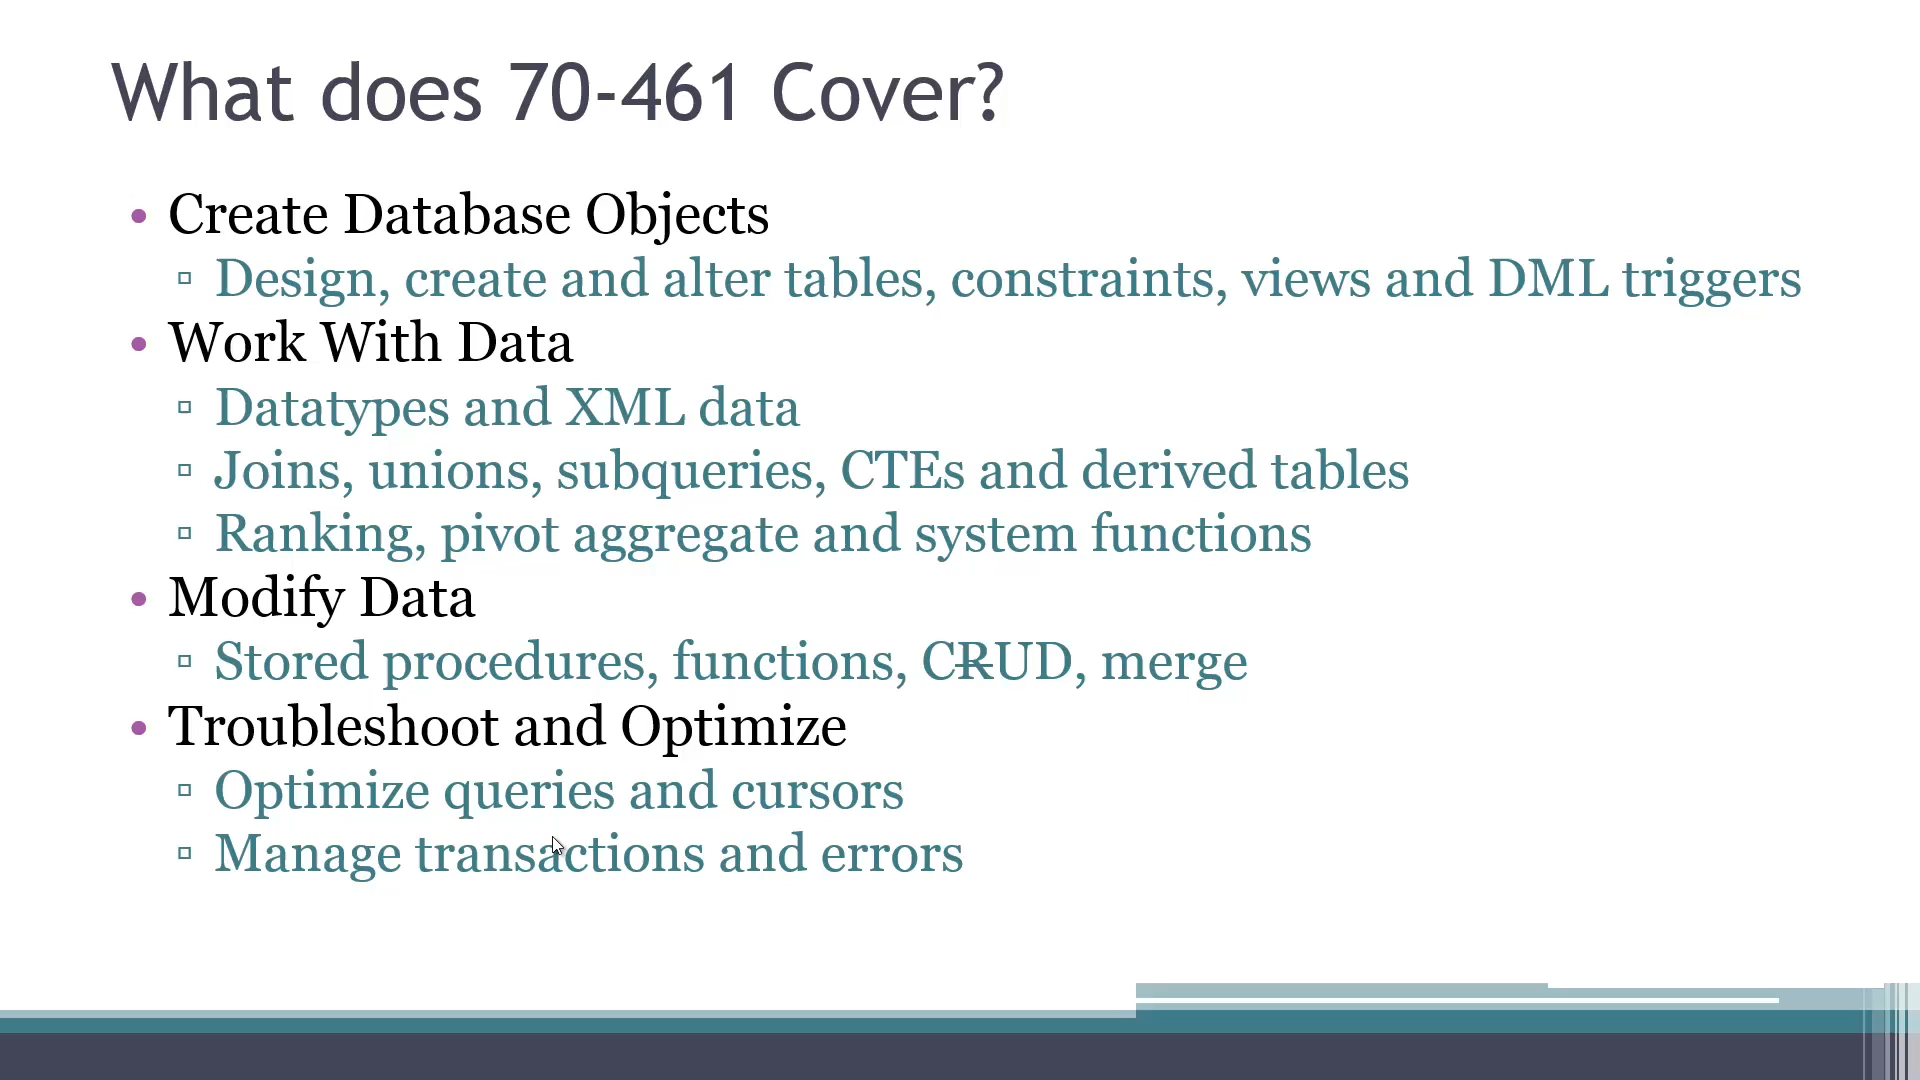 What does 70-461 Cover?
• Create Database Objects
▫ Design, create and alter tables, constraints, views and DML triggers
• Work With Data
▫ Datatypes and XML data
▫ Joins, unions, subqueries, CTEs and derived tables
▫ Ranking, pivot aggregate and system functions
• Modify Data
▫ Stored procedures, functions, CRUD, merge
• Troubleshoot and Optimize
▫ Optimize queries and cursors
▫ Manage transactions and errors